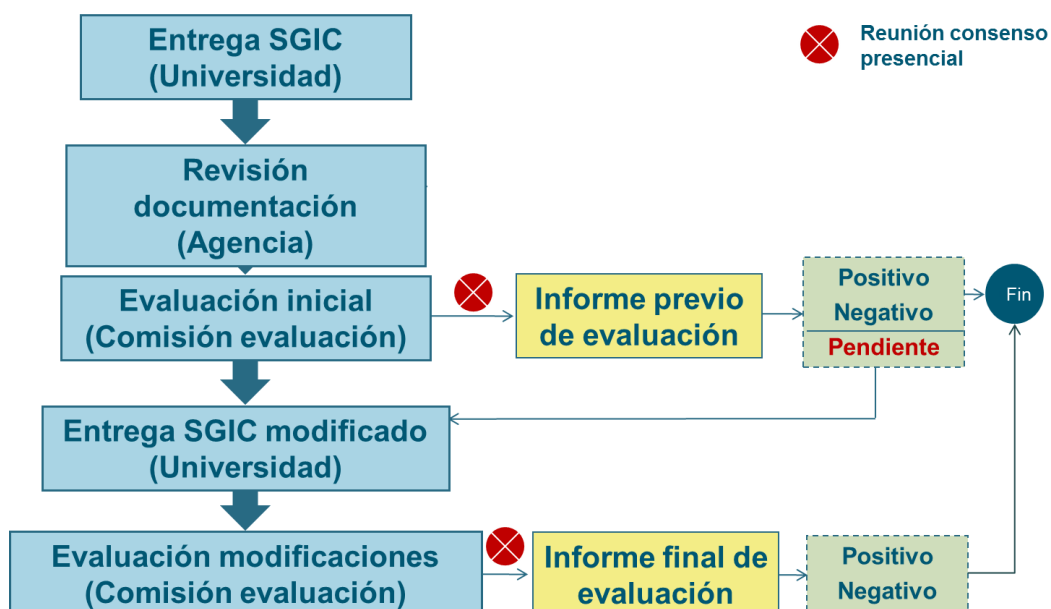 Entrega SGIC
(Universidad)
Reunión consenso
presencial
Revisión
documentación
(Agencia)
Evaluación inicial
(Comisión evaluación)
Informe previo
de evaluación
Positivo
Negativo
Pendiente
Fin
Entrega SGIC modificado
(Universidad)
Evaluación modificaciones
(Comisión evaluación)
Informe final de
evaluación
Positivo
Negativo